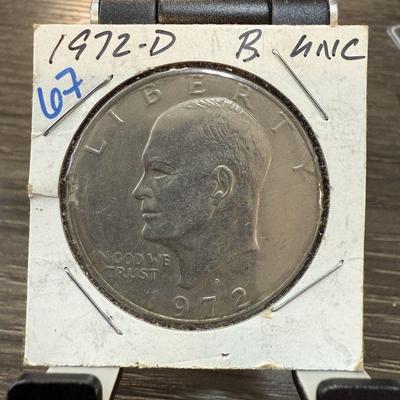 1972-D B UNC
67
LIBERTY
IN GOD WE
TRUST
D
1972